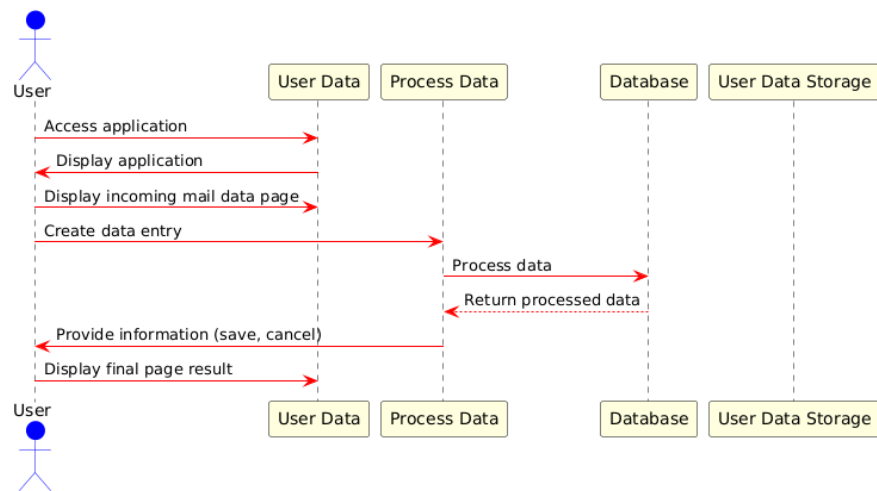 User
User Data
Process Data
Database
User Data Storage
Access application
Display application
Display incoming mail data page
Create data entry
Process data
Return processed data
Provide information (save, cancel)
Display final page result
User
User Data
Process Data
Database
User Data Storage